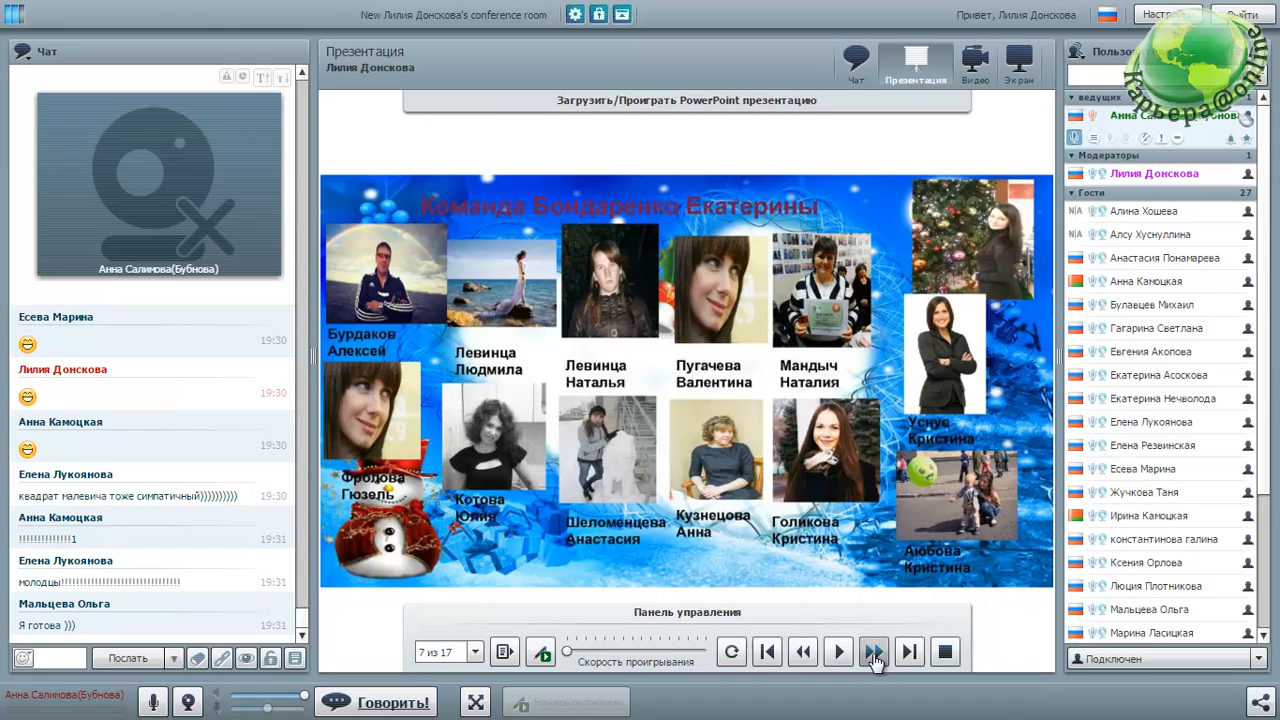 New Лилия Донскова's conference room
Привет, Лилия Донскова
Настройки
Выйти
Карьера@online
Чат
Анна Салимова(Бубнова)
Есева Марина
19:30
Лилия Донскова
19:30
Анна Камоцкая
19:30
Елена Лукоянова
квадрат малевича тоже симпатичный))))))))))
19:30
Анна Камоцкая
!!!!!!!!!!!!!!1
19:31
Елена Лукоянова
молодцы!!!!!!!!!!!!!!!!!!!!!!!!!!!!!!!!
19:31
Мальцева Ольга
Я готова )))
19:31
Послать
Презентация
Лилия Донскова
Чат
Презентация
Видео
Экран
Загрузить/Проиграть PowerPoint презентацию
Команда Бондаренко Екатерины
Бурдаков
Алексей
Левинца
Людмила
Левинца
Наталья
Пугачева
Валентина
Мандыч
Наталия
Уснус
Кристина
Фролова
Гюзель
Котова
Юлия
Шеломенцева
Анастасия
Кузнецова
Анна
Голикова
Кристина
Аюбова
Кристина
Панель управления
7 из 17
Скорость проигрывания
ведущих
1
Модераторы
1
Лилия Донскова
Гости
27
N/A Алина Хошева
N/A Алсу Хуснуллина
Анастасия Понамарева
Анна Каноцкая
Булавцев Михаил
Гагарина Светлана
Евгения Акопова
Екатерина Асоскова
Екатерина Нечволода
Елена Лукоянова
Елена Резвинская
Есева Марина
Жучкова Таня
Ирина Камоцкая
константинова галина
Ксения Орлова
Люция Плотникова
Мальцева Ольга
Марина Ласицкая
Подключен
Анна Салимова(Бубнова)
Говорить!